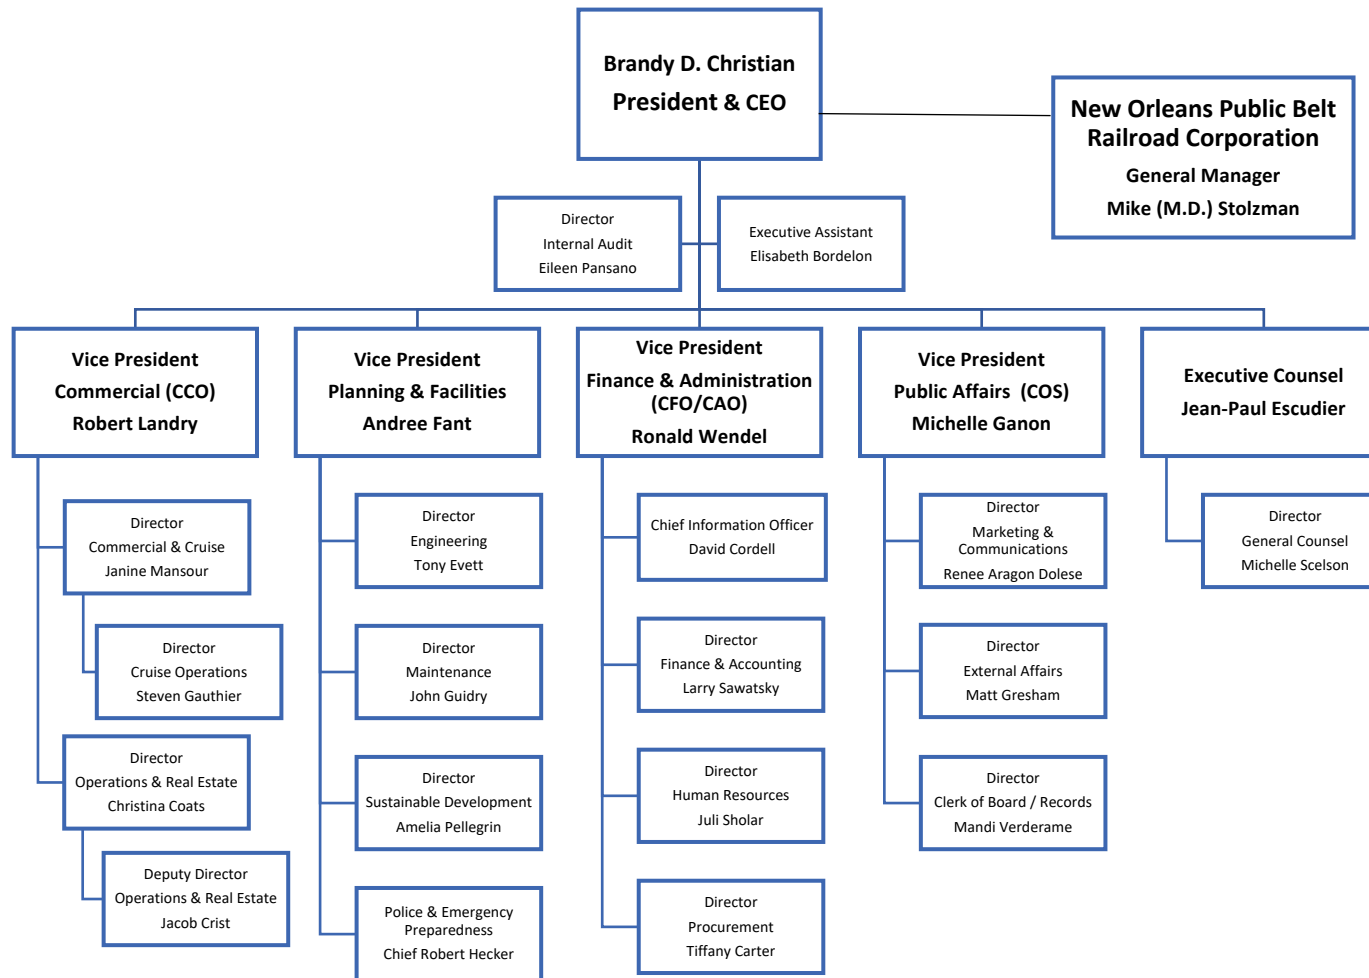 Brandy D. Christian
President & CEO
New Orleans Public Belt
Railroad Corporation
General Manager
Mike (M.D.) Stolzman
Director
Internal Audit
Eileen Pansano
Executive Assistant
Elisabeth Bordelon
Vice President
Commercial (CCO)
Robert Landry
Vice President
Planning & Facilities
Andree Fant
Vice President
Finance & Administration
(CFO/CAO)
Ronald Wendel
Vice President
Public Affairs (COS)
Michelle Ganon
Executive Counsel
Jean-Paul Escudier
Director
Commercial & Cruise
Janine Mansour
Director
Cruise Operations
Steven Gauthier
Director
Operations & Real Estate
Christina Coats
Deputy Director
Operations & Real Estate
Jacob Crist
Director
Engineering
Tony Evett
Director
Maintenance
John Guidry
Director
Sustainable Development
Amelia Pellegrin
Police & Emergency
Preparedness
Chief Robert Hecker
Chief Information Officer
David Cordell
Director
Finance & Accounting
Larry Sawatsky
Director
Human Resources
Juli Sholar
Director
Procurement
Tiffany Carter
Director
Marketing &
Communications
Renee Aragon Dolese
Director
External Affairs
Matt Gresham
Director
Clerk of Board / Records
Mandi Verderame
Director
General Counsel
Michelle Scelson